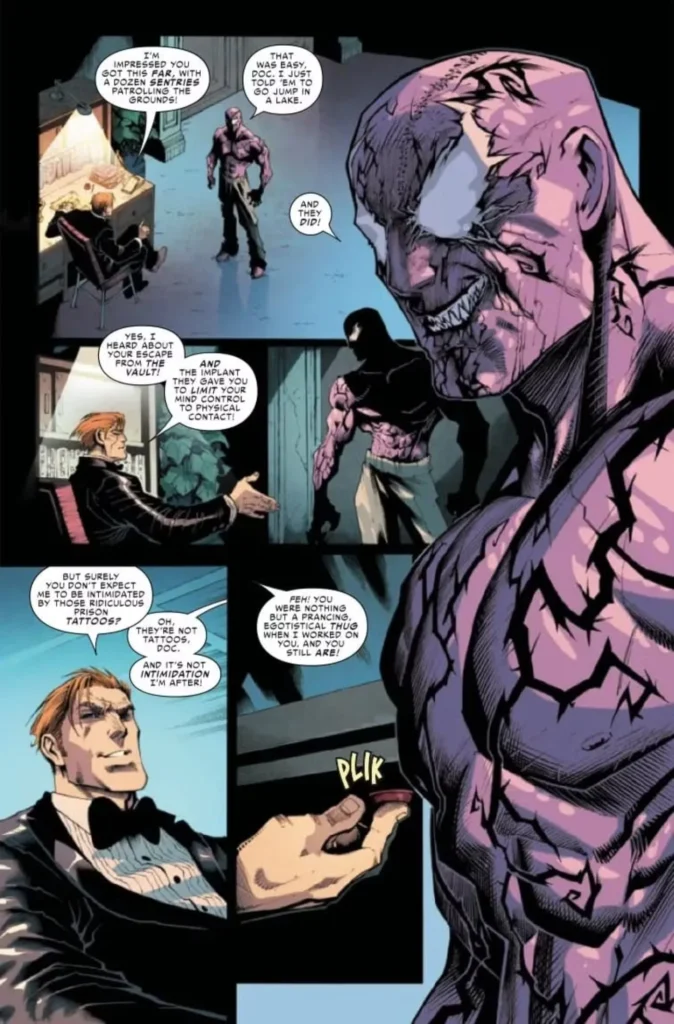 I'M
IMPRESSED YOU
GOT THIS FAR, WITH
A DOZEN SENTRIES
PATROLLING THE
GROUNDS!
THAT
WAS EASY,
DOC. I JUST
TOLD 'EM TO
GO JUMP IN
A LAKE.
AND
THEY
DID!
YES, I
HEARD ABOUT
YOUR ESCAPE
FROM THE
VAULT!
AND
THE IMPLANT
THEY GAVE YOU
TO LIMIT YOUR
MIND CONTROL
TO PHYSICAL
CONTACT!
BUT SURELY
YOU DON'T EXPECT
ME TO BE INTIMIDATED
BY THOSE RIDICULOUS
PRISON
TATTOOS?
OH,
THEY'RE NOT
TATTOOS,
DOC.
AND IT'S NOT
INTIMIDATION
I'M AFTER!
FEH! YOU
WERE NOTHING
BUT A PRANCING,
EGOTISTICAL THUG
WHEN I WORKED ON
YOU, AND YOU
STILL ARE!
PLIK